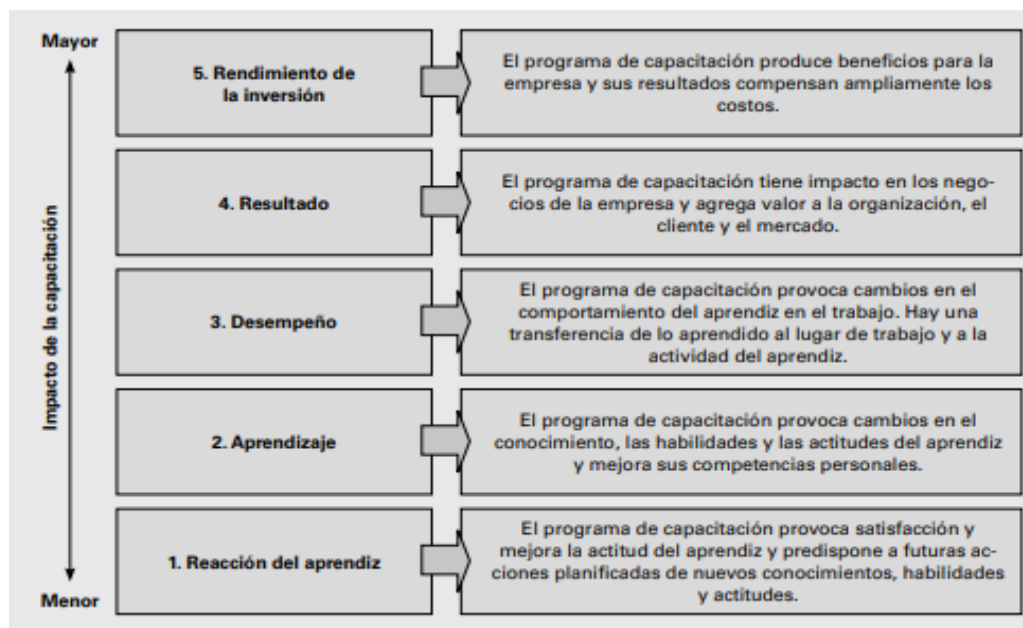 Mayor
5. Rendimiento de
la inversión
El programa de capacitación produce beneficios para la
empresa y sus resultados compensan ampliamente los
costos.
4. Resultado
El programa de capacitación tiene impacto en los nego-
cios de la empresa y agrega valor a la organización, el
cliente y el mercado.
Impacto de la capacitación
3. Desempeño
El programa de capacitación provoca cambios en el
comportamiento del aprendiz en el trabajo. Hay una
transferencia de lo aprendido al lugar de trabajo y a la
actividad del aprendiz.
2. Aprendizaje
El programa de capacitación provoca cambios en el
conocimiento, las habilidades y las actitudes del aprendiz
y mejora sus competencias personales.
1. Reacción del aprendiz
El programa de capacitación provoca satisfacción y
mejora la actitud del aprendiz y predispone a futuras ac-
ciones planificadas de nuevos conocimientos, habilidades
y actitudes.
Menor